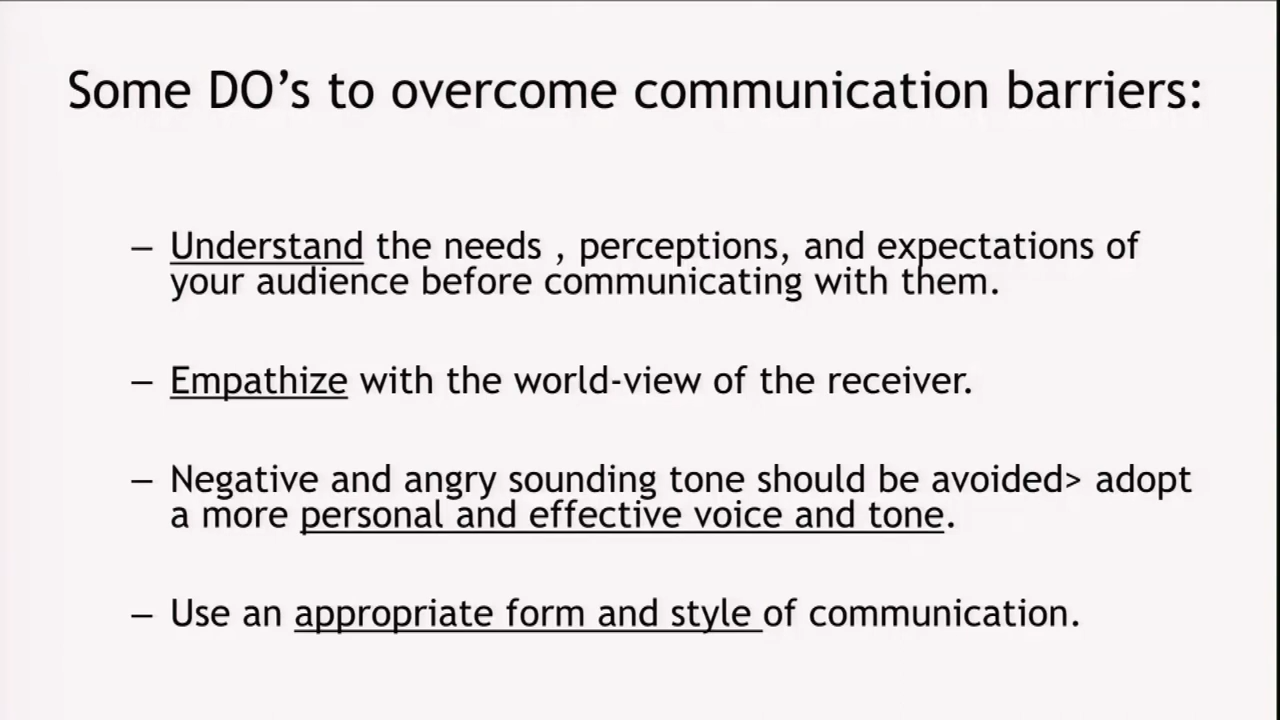 Some DO’s to overcome communication barriers:
– Understand the needs , perceptions, and expectations of
your audience before communicating with them.
– Empathize with the world-view of the receiver.
– Negative and angry sounding tone should be avoided> adopt
a more personal and effective voice and tone.
– Use an appropriate form and style of communication.